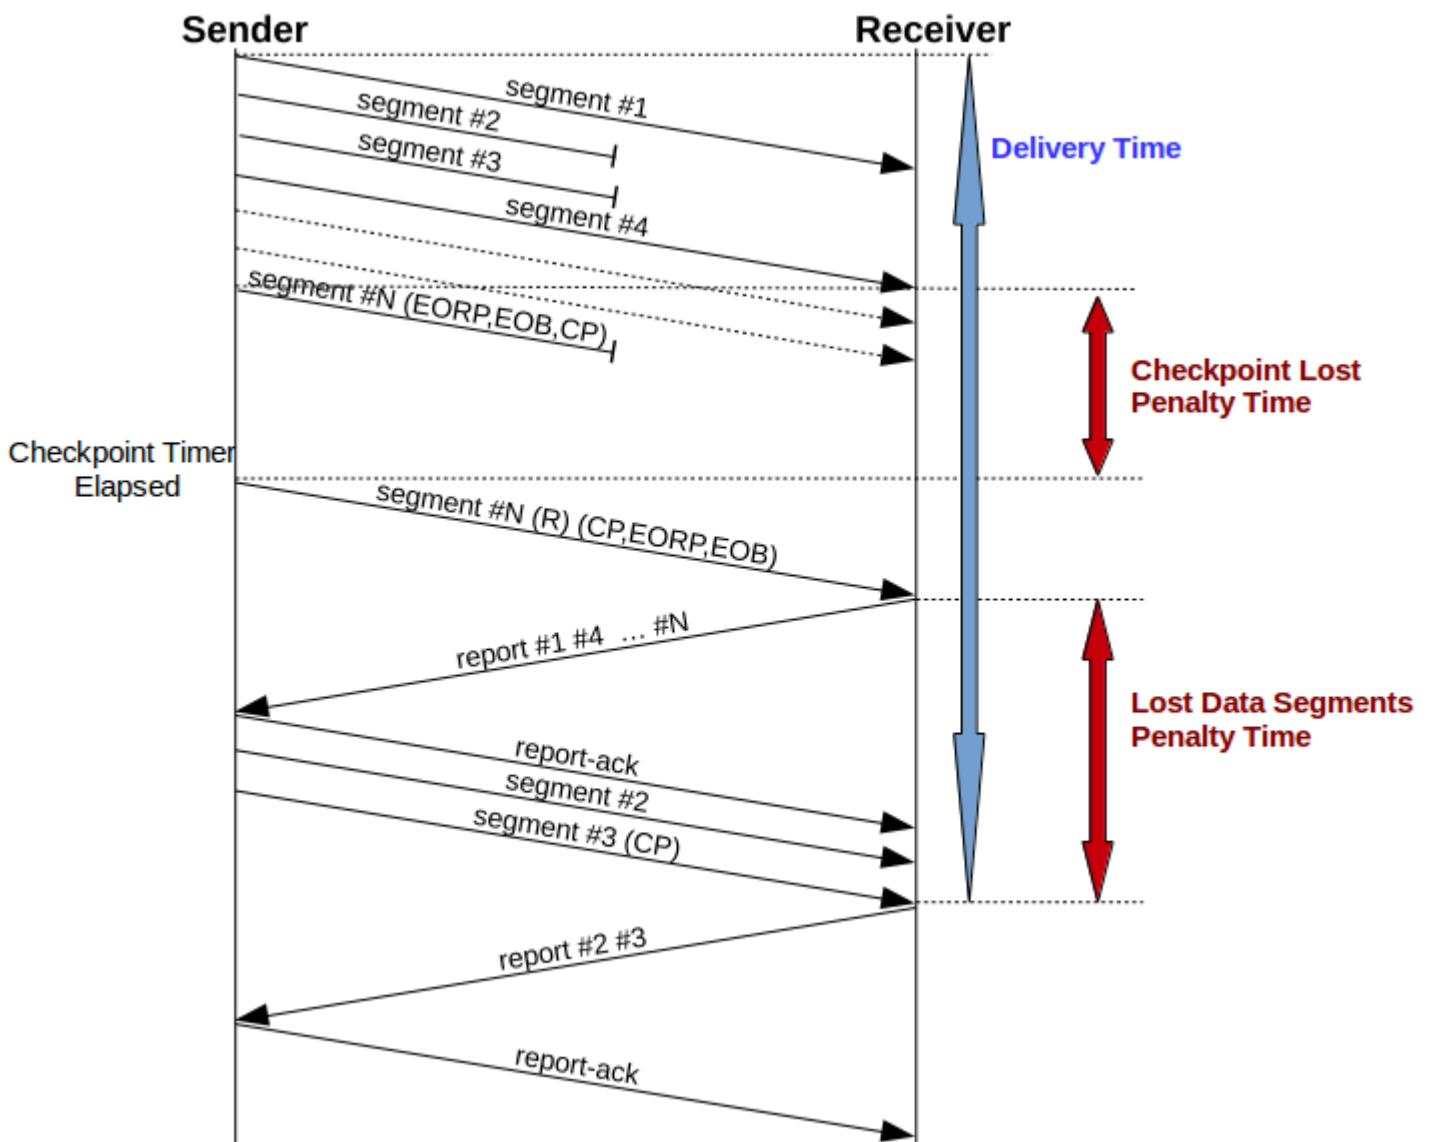 Sender
Receiver
segment #1
segment #2
Delivery Time
segment #3
segment #4
segment #N (EORP,EOB,CP)
Checkpoint Lost
Penalty Time
Checkpoint Timer
Elapsed
segment #N (R) (CP,EORP,EOB)
report #1 #4 ... #N
Lost Data Segments
Penalty Time
report-ack
segment #2
segment #3 (CP)
report #2 #3
report-ack